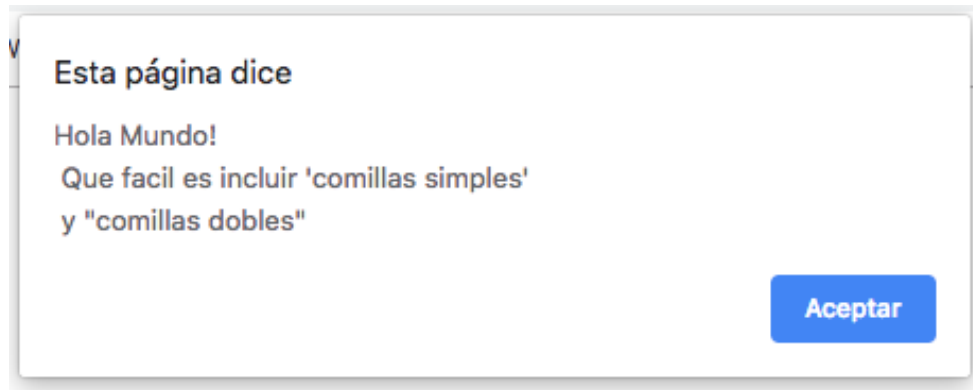 Esta página dice
Hola Mundo!
Que facil es incluir 'comillas simples'
y "comillas dobles"
Aceptar